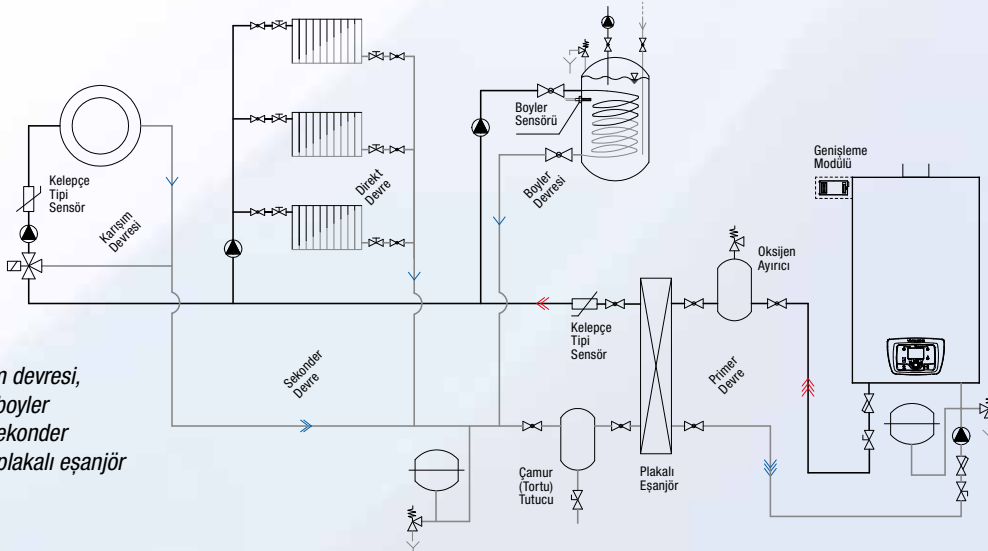 Boyler
Sensörü
Genişleme
Modülü
Kelepçe
Tipi
Sensör
Karışım
Devresi
Direkt
Devre
Boyler
Devresi
Oksijen
Ayırıcı
Kelepçe
Tipi
Sensör
Primer
Devre
Sekonder
Devre
devresi,
boyler
plakalı eşanjör
Çamur
(Tortu)
Tutucu
Plakalı
Eşanjör